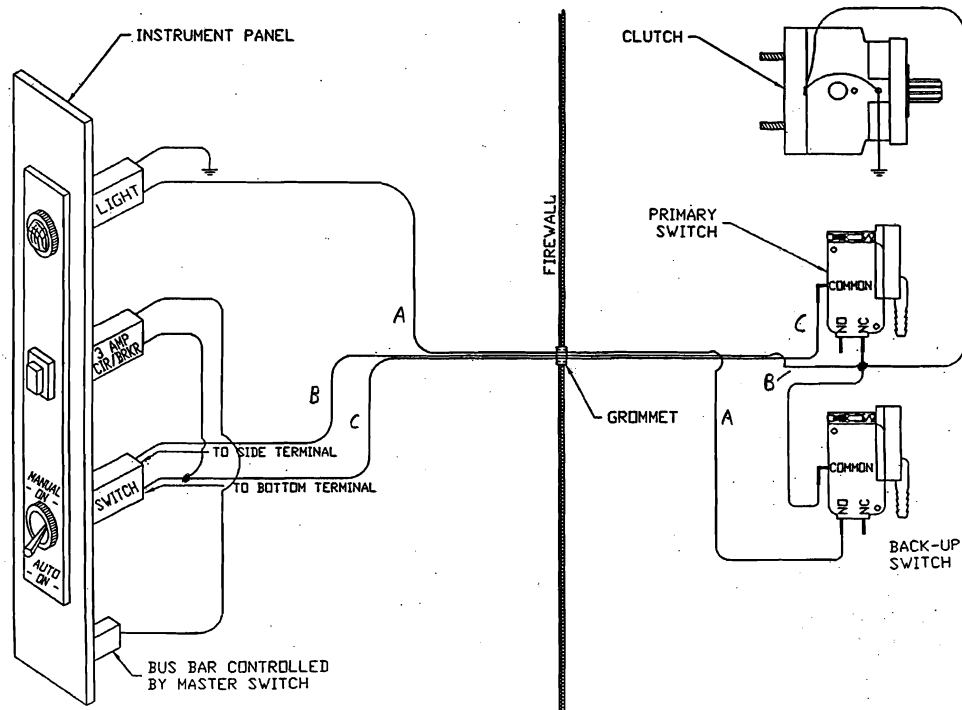 INSTRUMENT PANEL
CLUTCH
LIGHT
FIREWALL
PRIMARY
SWITCH
COMMON
NO
NC
A
C
3 AMP
CIR/BRKR
B
C
B
GROMMET
A
TO SIDE TERMINAL
TO BOTTOM TERMINAL
SWITCH
MANUAL
- ON -
AUTO
- ON -
COMMON
NO
NC
BACK-UP
SWITCH
BUS BAR CONTROLLED
BY MASTER SWITCH